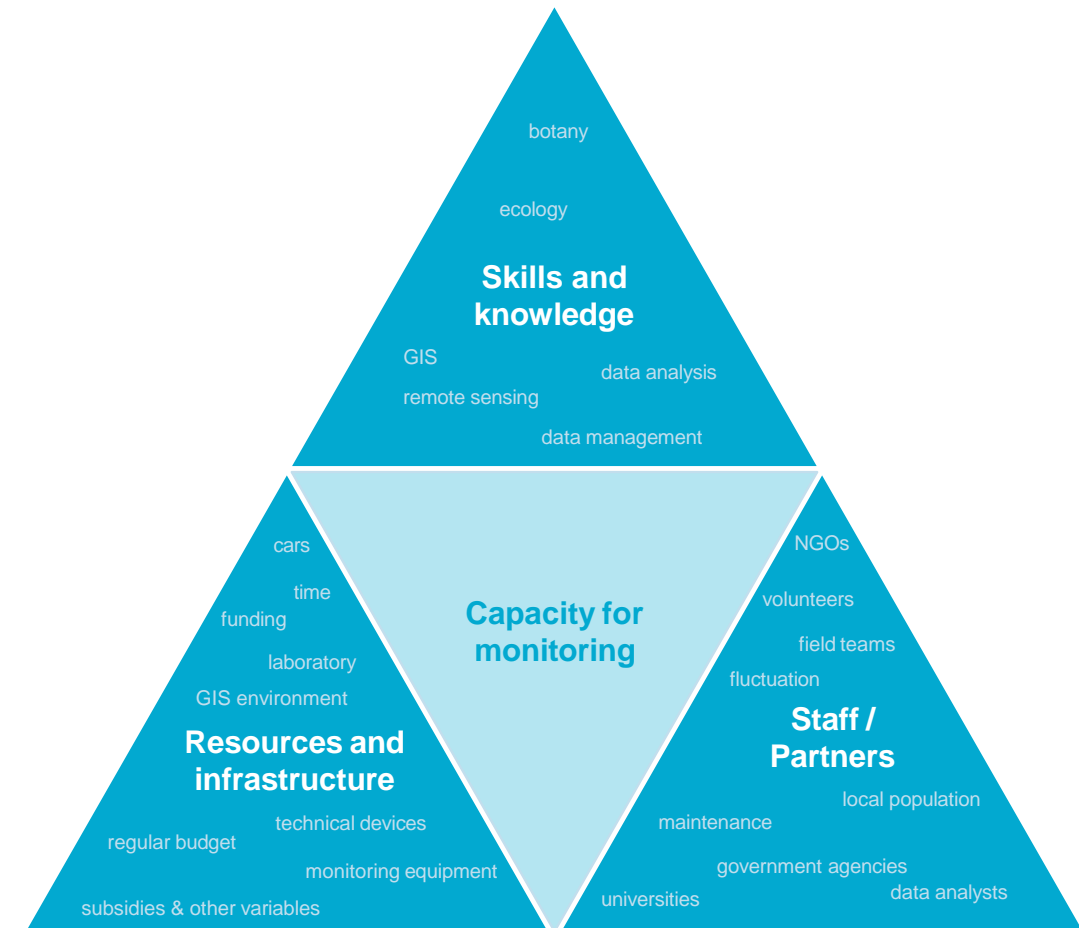 botany
ecology
Skills and
knowledge
GIS
data analysis
remote sensing
data management
cars
time
funding
laboratory
GIS environment
Resources and
infrastructure
technical devices
regular budget
monitoring equipment
subsidies & other variables
Capacity for
monitoring
NGOs
volunteers
field teams
fluctuation
Staff /
Partners
local population
maintenance
government agencies
data analysts
universities